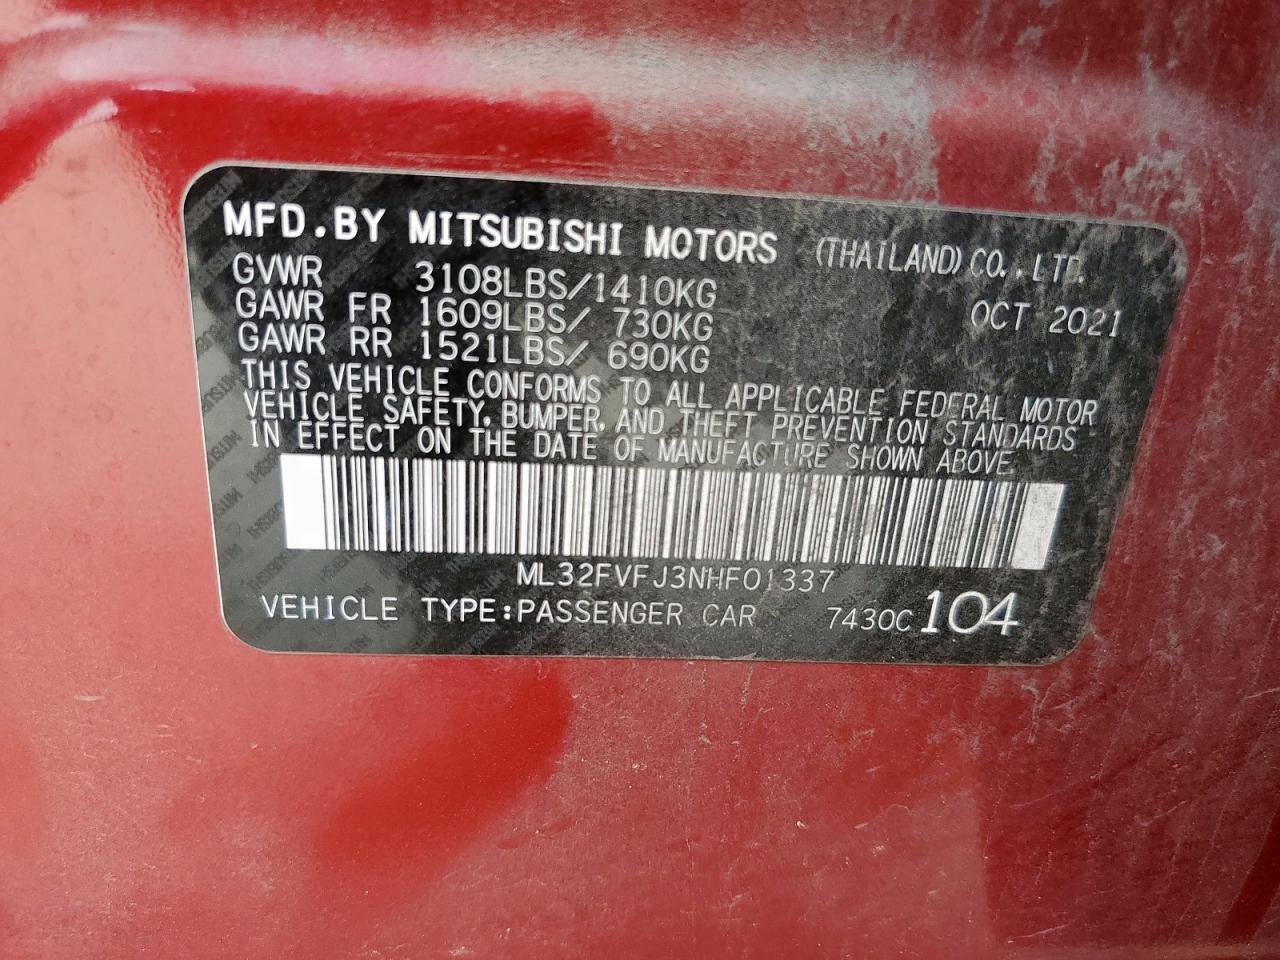 MFD.BY MITSUBISHI MOTORS (THAILAND) CO.,LTD.
GVWR 3108LBS/1410KG OCT 2021
GAWR FR 1609LBS/ 730KG
GAWR RR 1521LBS/ 690KG
THIS VEHICLE CONFORMS TO ALL APPLICABLE FEDERAL MOTOR
VEHICLE SAFETY, BUMPER, AND THEFT PREVENTION STANDARDS
IN EFFECT ON THE DATE OF MANUFACTURE SHOWN ABOVE.
ML32FVFJ3NHF01337
VEHICLE TYPE:PASSENGER CAR 7430C 104